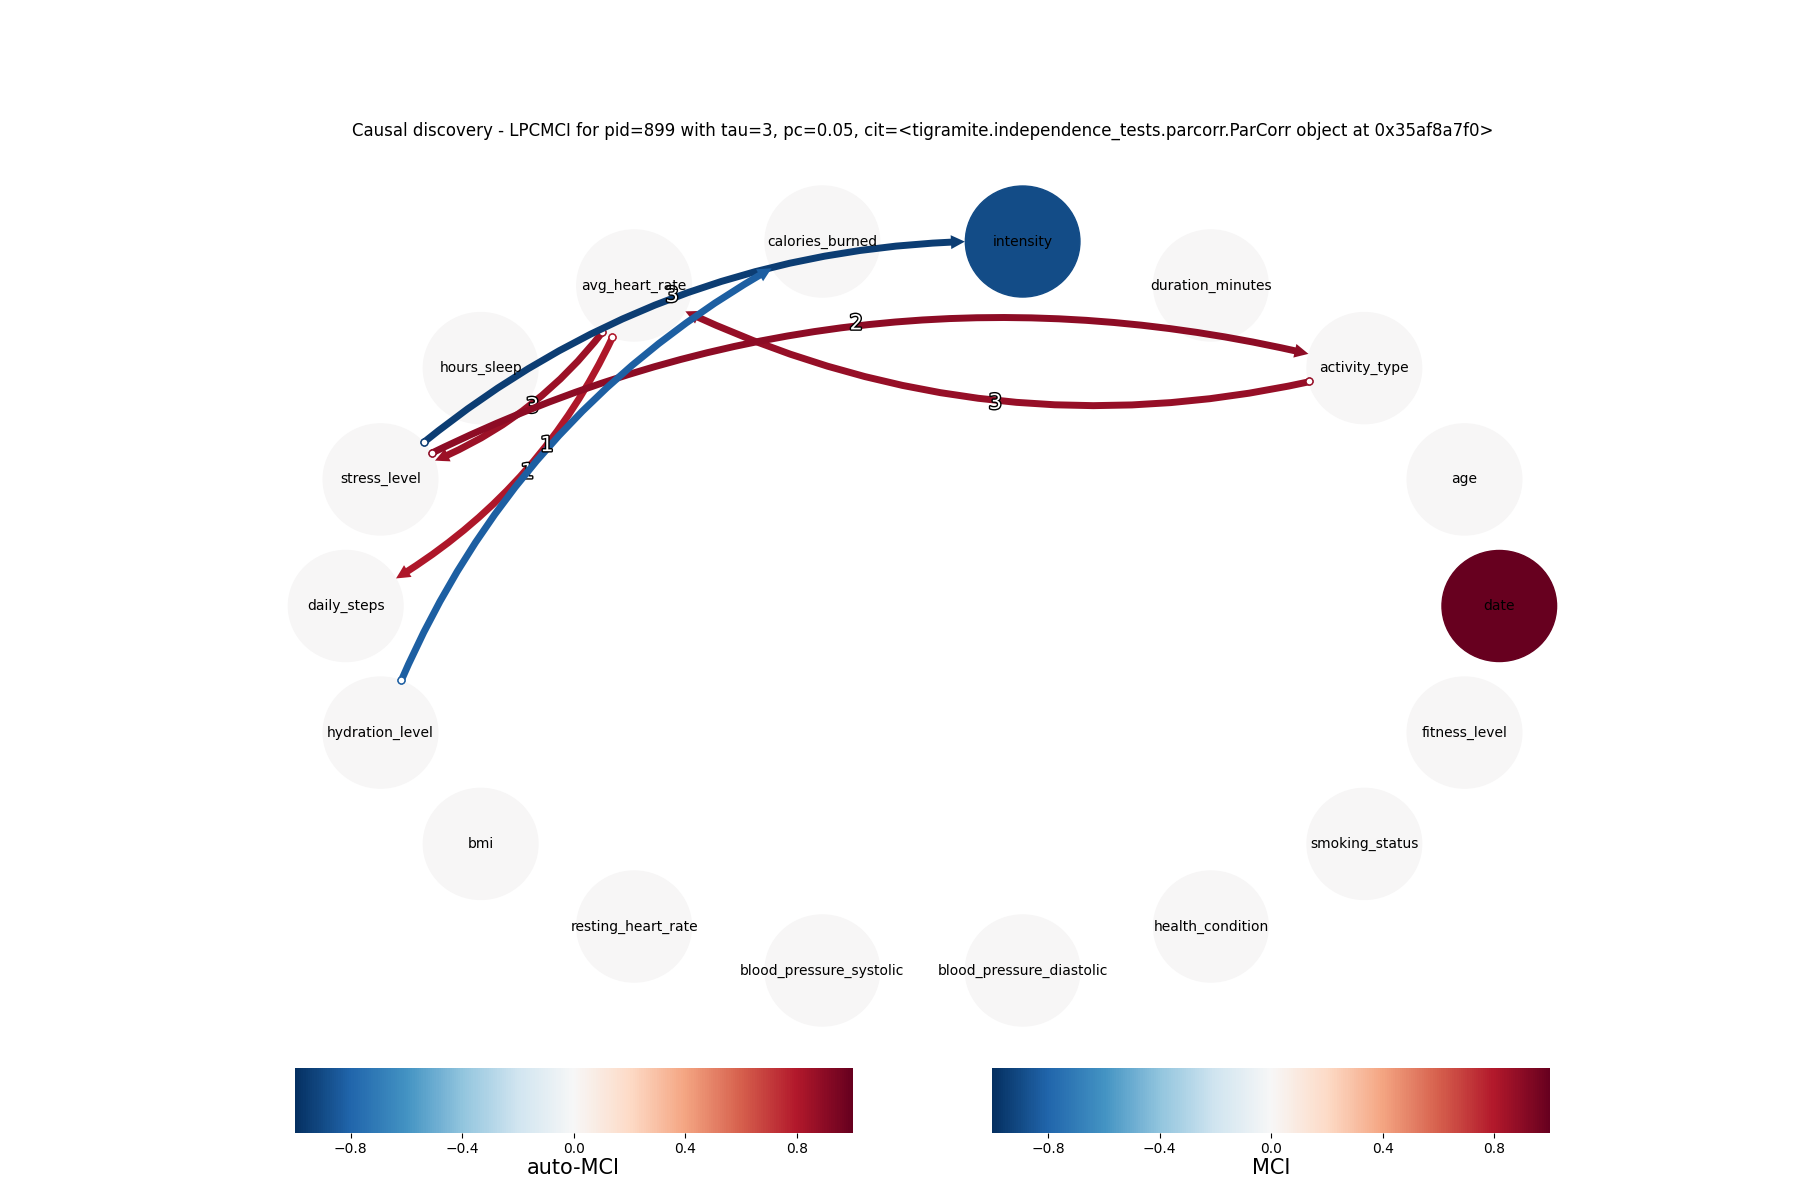 Causal discovery - LPCMCI for pid=899 with tau=3, pc=0.05, cit=<tigramite.independence_tests.parcorr.ParCorr object at 0x35af8a7f0>
calories_burned
intensity
avg_heart_rate
duration_minutes
3
2
hours_sleep
activity_type
3
3
1
stress_level
age
daily_steps
date
hydration_level
fitness_level
bmi
smoking_status
resting_heart_rate
health_condition
blood_pressure_systolic
blood_pressure_diastolic
−0.8 −0.4 0.0 0.4 0.8
auto-MCI
−0.8 −0.4 0.0 0.4 0.8
MCI